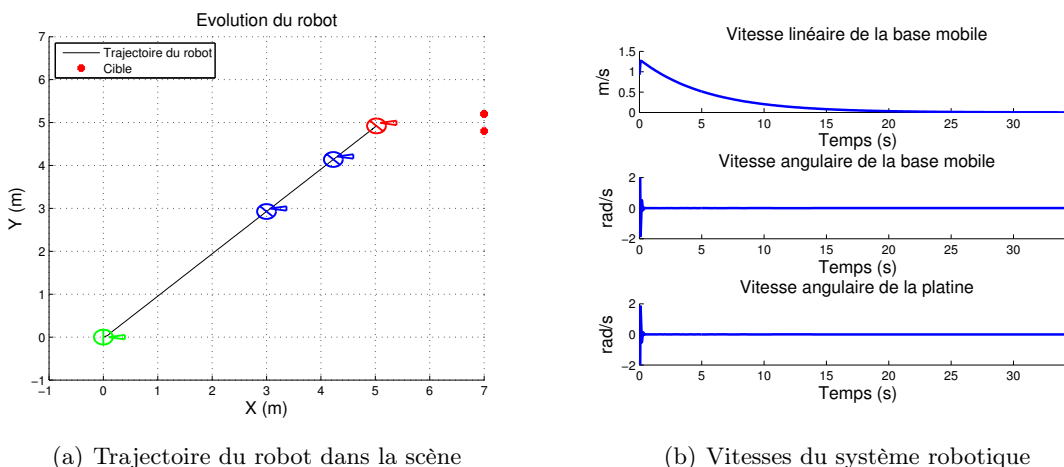 Evolution du robot
Trajectoire du robot
Cible
7
6
5
4
3
2
1
0
−1
Y (m)
−1 0 1 2 3 4 5 6 7
X (m)
(a) Trajectoire du robot dans la scène
Vitesse linéaire de la base mobile
1.5
1
0.5
0
m/s
0 5 10 15 20 25 30
Temps (s)
Vitesse angulaire de la base mobile
2
0
−2
rad/s
0 5 10 15 20 25 30
Temps (s)
Vitesse angulaire de la platine
2
0
2
rad/s
0 5 10 15 20 25 30
Temps (s)
(b) Vitesses du système robotique